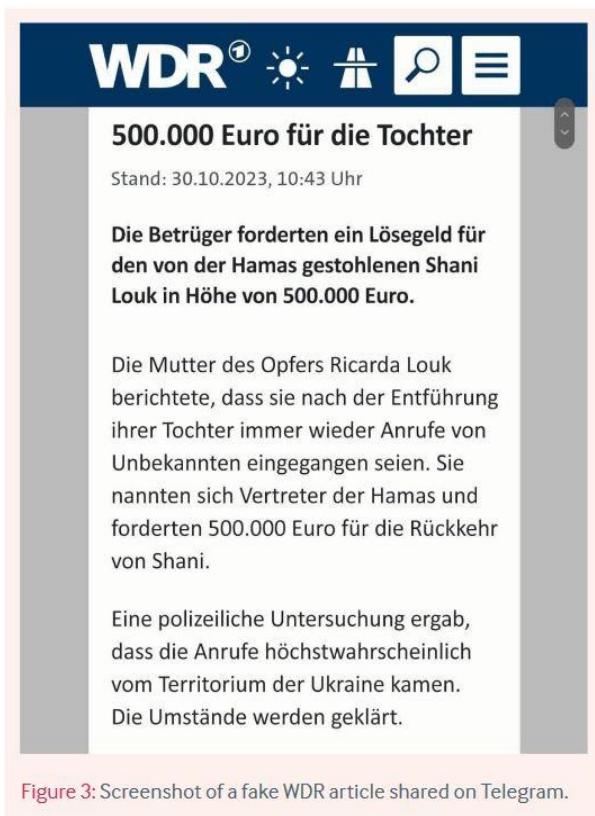 WDR® 1
500.000 Euro für die Tochter
Stand: 30.10.2023, 10:43 Uhr
Die Betrüger forderten ein Lösegeld für
den von der Hamas gestohlenen Shani
Louk in Höhe von 500.000 Euro.
Die Mutter des Opfers Ricarda Louk
berichtete, dass sie nach der Entführung
ihrer Tochter immer wieder Anrufe von
Unbekannten eingegangen seien. Sie
nannten sich Vertreter der Hamas und
forderten 500.000 Euro für die Rückkehr
von Shani.
Eine polizeiliche Untersuchung ergab,
dass die Anrufe höchstwahrscheinlich
vom Territorium der Ukraine kamen.
Die Umstände werden geklärt.
Figure 3: Screenshot of a fake WDR article shared on Telegram.